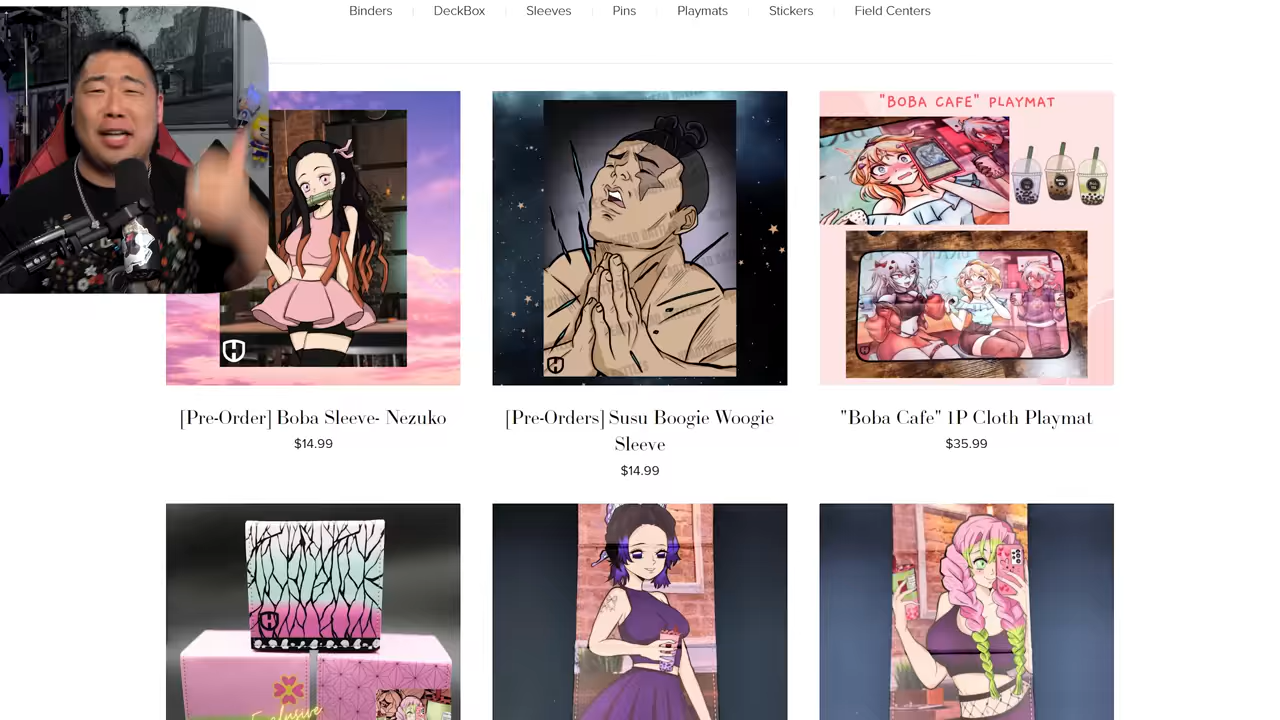 Binders
DeckBox
Sleeves
Pins
Playmats
Stickers
Field Centers
"BOBA CAFE" PLAYMAT
[Pre-Order] Boba Sleeve- Nezuko
$14.99
[Pre-Orders] Susu Boogie Woogie
Sleeve
$14.99
"Boba Cafe" 1P Cloth Playmat
$35.99
Exclusive